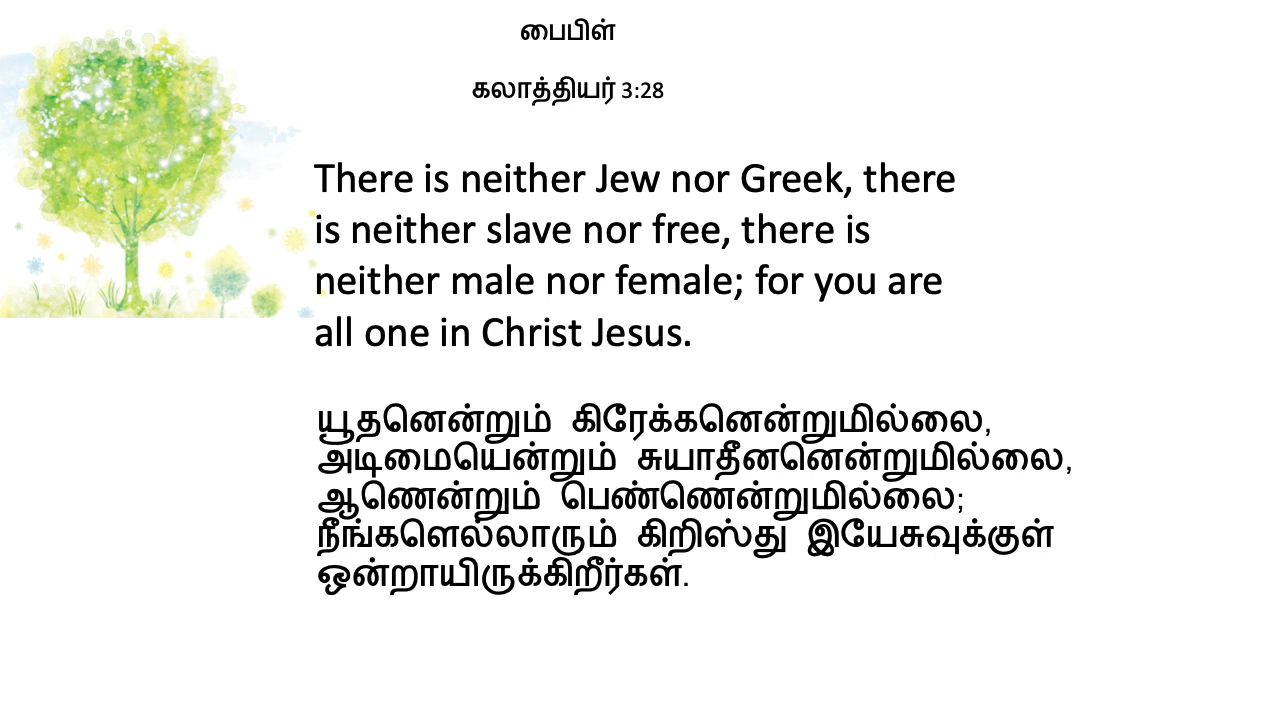 பைபிள்
கலாத்தியர் 3:28
There is neither Jew nor Greek, there
is neither slave nor free, there is
neither male nor female; for you are
all one in Christ Jesus.
யூதனென்றும் கிரேக்கனென்றுமில்லை,
அடிமையென்றும் சுயாதீனனென்றுமில்லை,
ஆணென்றும் பெண்ணென்றுமில்லை;
நீங்களெல்லாரும் கிறிஸ்து இயேசுவுக்குள்
ஒன்றாயிருக்கிறீர்கள்.